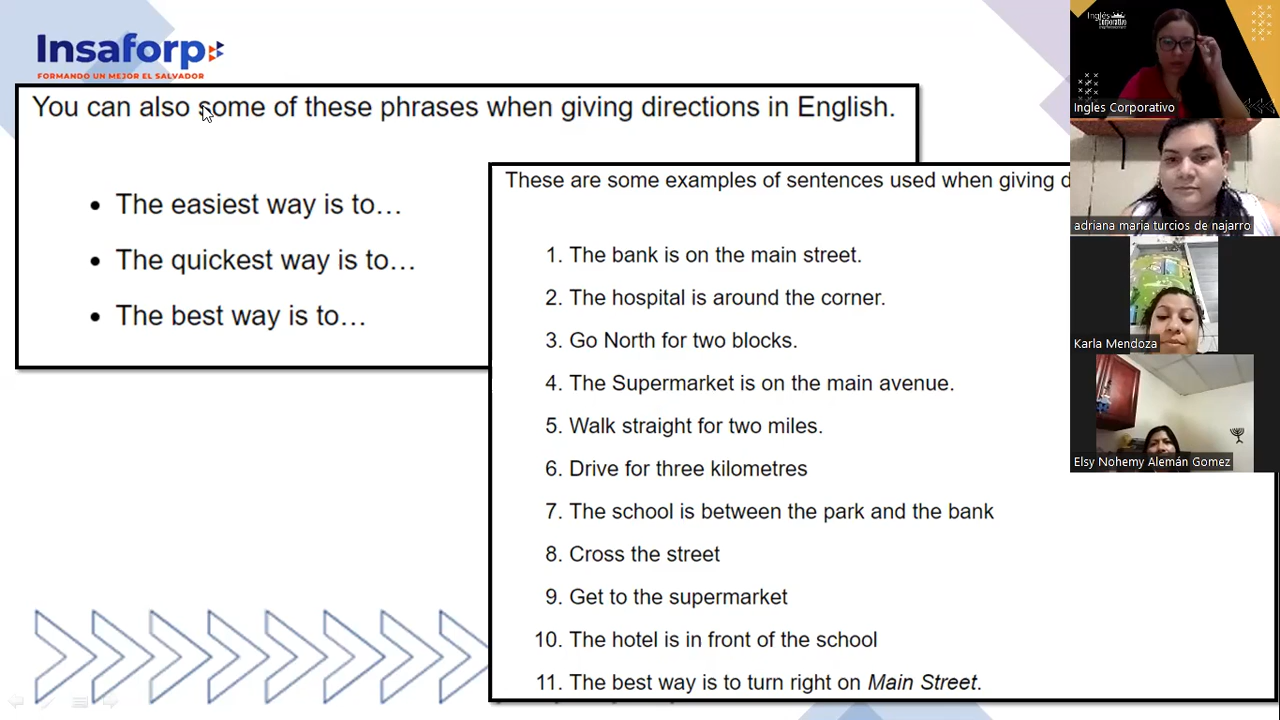 Insaforp
FORMANDO UN MEJOR EL SALVADOR
You can also some of these phrases when giving directions in English.
• The easiest way is to…
• The quickest way is to…
• The best way is to…
These are some examples of sentences used when giving d
1. The bank is on the main street.
2. The hospital is around the corner.
3. Go North for two blocks.
4. The Supermarket is on the main avenue.
5. Walk straight for two miles.
6. Drive for three kilometres
7. The school is between the park and the bank
8. Cross the street
9. Get to the supermarket
10. The hotel is in front of the school
11. The best way is to turn right on Main Street.
Inglés
Corporativo
Ingles Corporativo
adriana maria turcios de najarro
Karla Mendoza
Elsy Nohemy Alemán Gomez